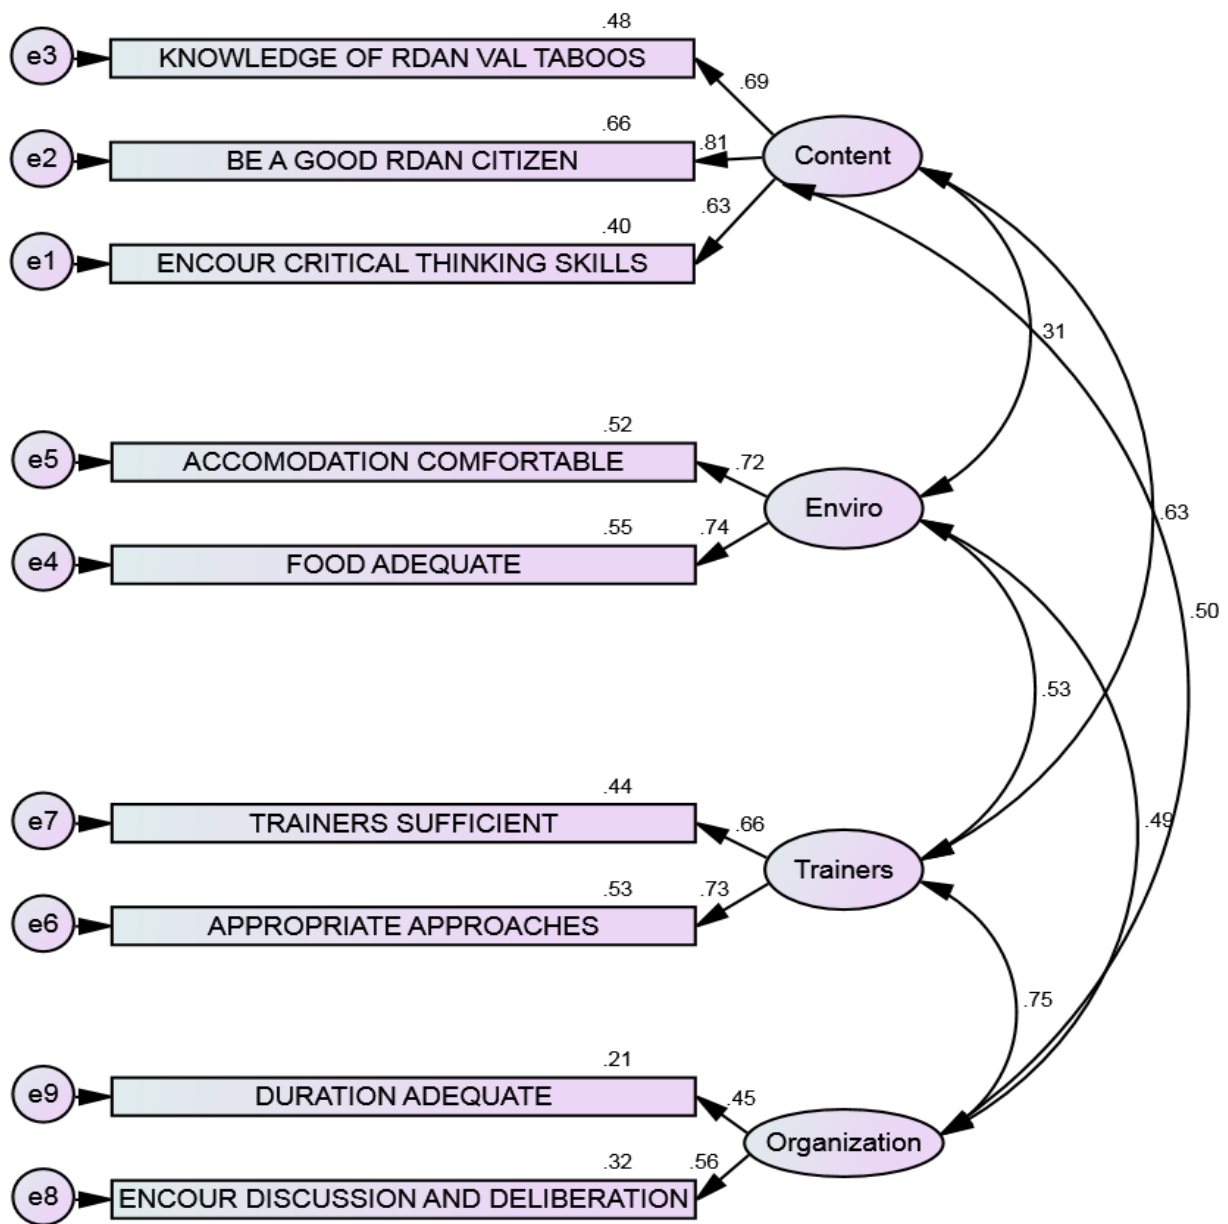 .48
e3 KNOWLEDGE OF RDAN VAL TABOOS
.69
.66
e2 BE A GOOD RDAN CITIZEN .81 Content
.63
.40
e1 ENCOUR CRITICAL THINKING SKILLS
.31
.52
e5 ACCOMODATION COMFORTABLE .72
Enviro
.63
.55 .74
e4 FOOD ADEQUATE
.50
.53
.44
e7 TRAINERS SUFFICIENT .66
.49
Trainers
.53 .73
e6 APPROPRIATE APPROACHES
.75
.21
e9 DURATION ADEQUATE .45
Organization
.32 .56
e8 ENCOUR DISCUSSION AND DELIBERATION